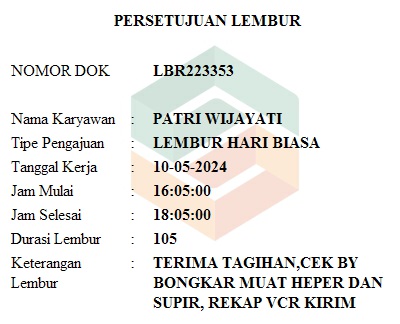 PERSETUJUAN LEMBUR
NOMOR DOK LBR223353
Nama Karyawan : PATRI WIJAYATI
Tipe Pengajuan : LEMBUR HARI BIASA
Tanggal Kerja : 10-05-2024
Jam Mulai : 16:05:00
Jam Selesai : 18:05:00
Durasi Lembur : 105
Keterangan : TERIMA TAGIHAN,CEK BY
Lembur BONGKAR MUAT HEPER DAN
SUPIR, REKAP VCR KIRIM